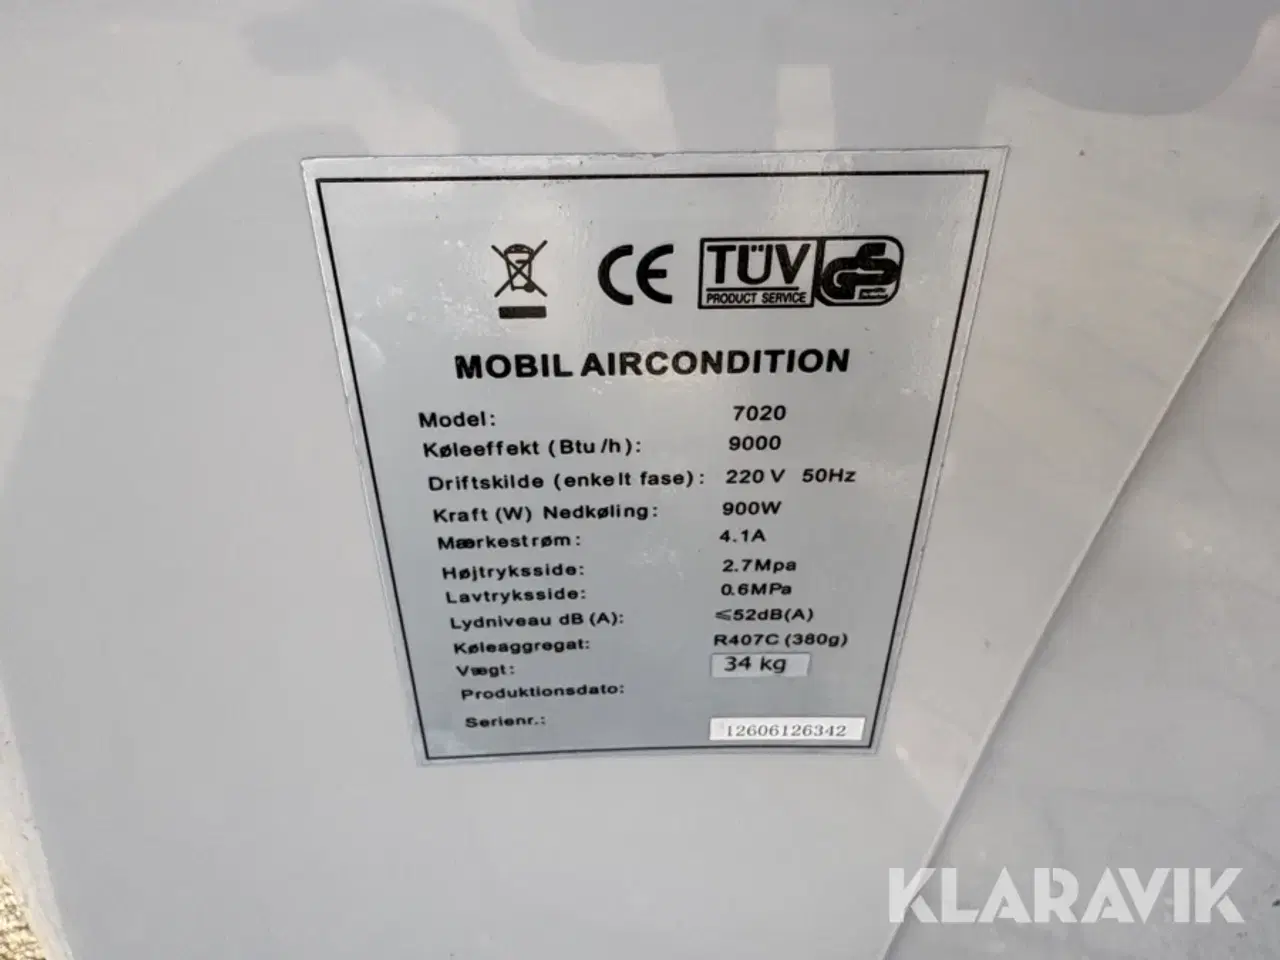 CE TÜV
PRODUCT SERVICE
MOBIL AIRCONDITION
Model: 7020
Køleeffekt (Btu/h): 9000
Driftskilde (enkelt fase): 220 V 50Hz
Kraft (W) Nedkøling: 900W
Mærkestrøm: 4.1A
Højtryksside: 2.7Mpa
Lavtryksside: 0.6MPa
Lydniveau dB (A): ≤52dB(A)
Køleaggregat: R407C (380g)
Vægt: 34 kg
Produktionsdato:
Serienr.: 12606126342
KLARAVIK